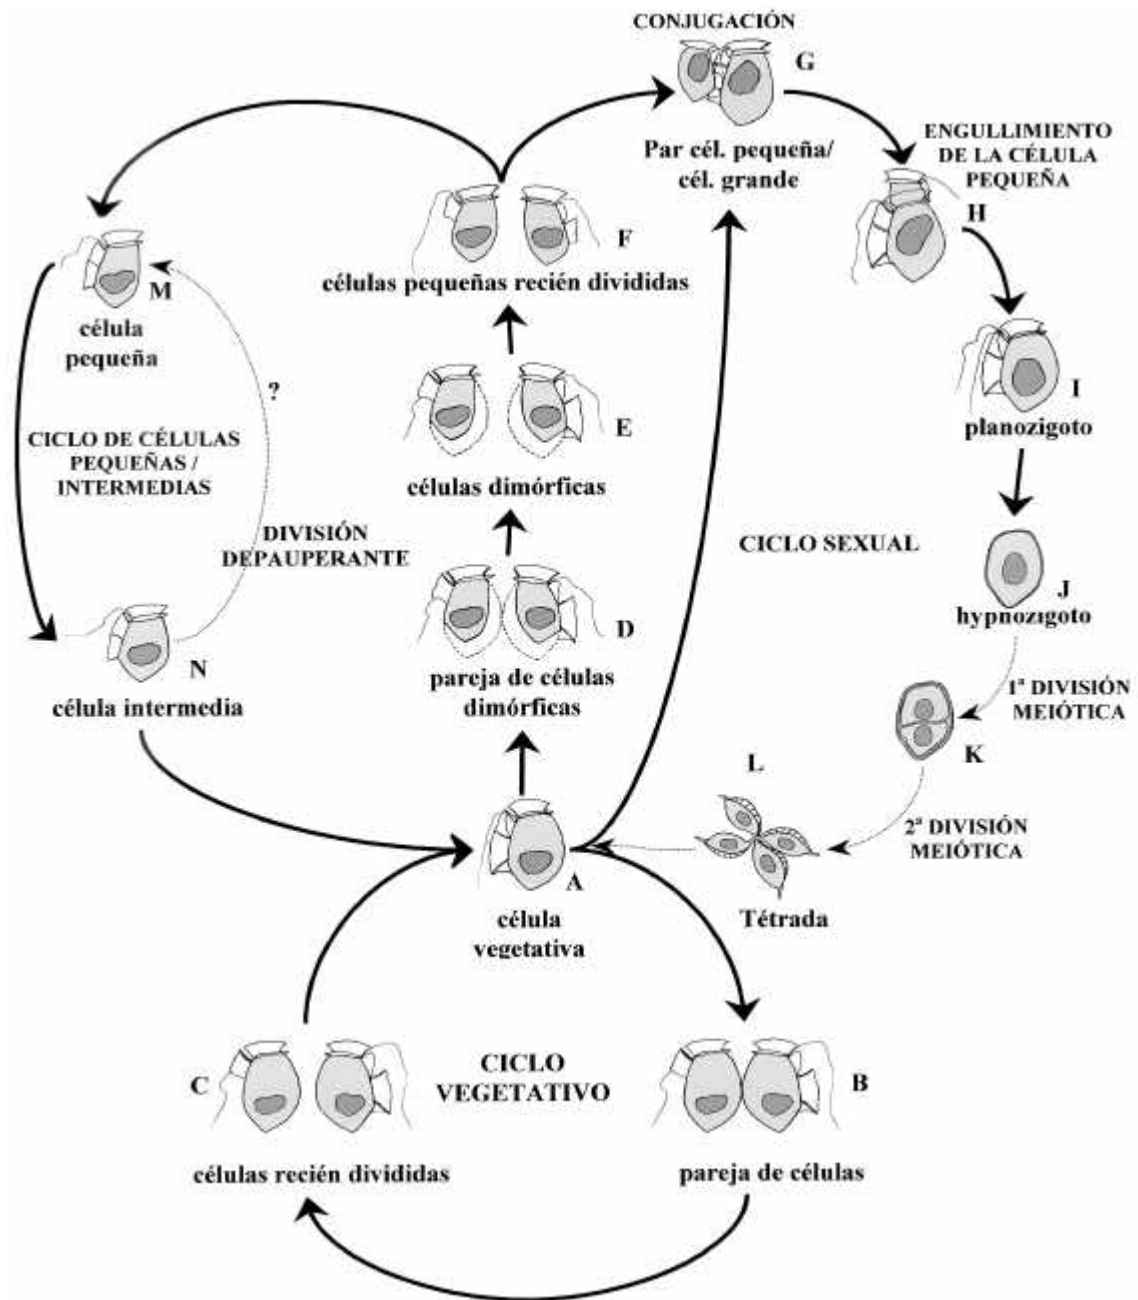 CONJUGACIÓN
G
Par cél. pequeña/
cél. grande
ENGULLIMIENTO
DE LA CÉLULA
PEQUEÑA
H
F
células pequeñas recién divididas
M
célula
pequeña
I
planozigoto
?
E
células dimórficas
CICLO DE CÉLULAS
PEQUEÑAS /
INTERMEDIAS
DIVISIÓN
DEPAUPERANTE
CICLO SEXUAL
J
hypnozigoto
D
pareja de células
dimórficas
N
célula intermedia
1ª DIVISIÓN
MEIÓTICA
K
L
2ª DIVISIÓN
MEIÓTICA
Tétrada
A
célula
vegetativa
C
CICLO
VEGETATIVO
B
células recién divididas
pareja de células